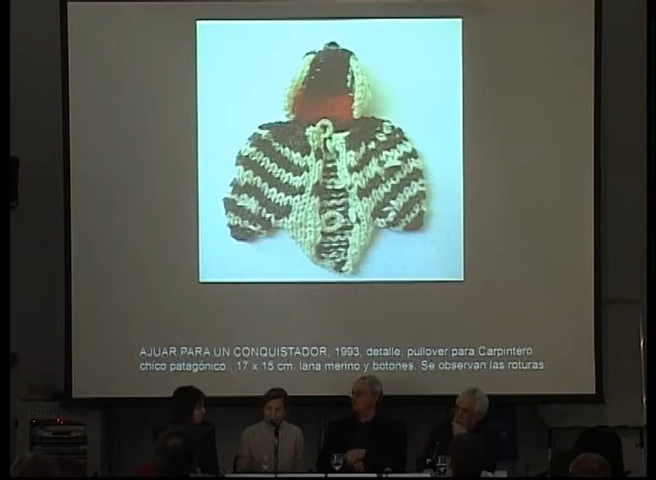 AJUAR PARA UN CONQUISTADOR, 1993, detalle, pullover para Carpintero
chico patagónico . 17 x 15 cm. lana merino y botones. Se observan las roturas.